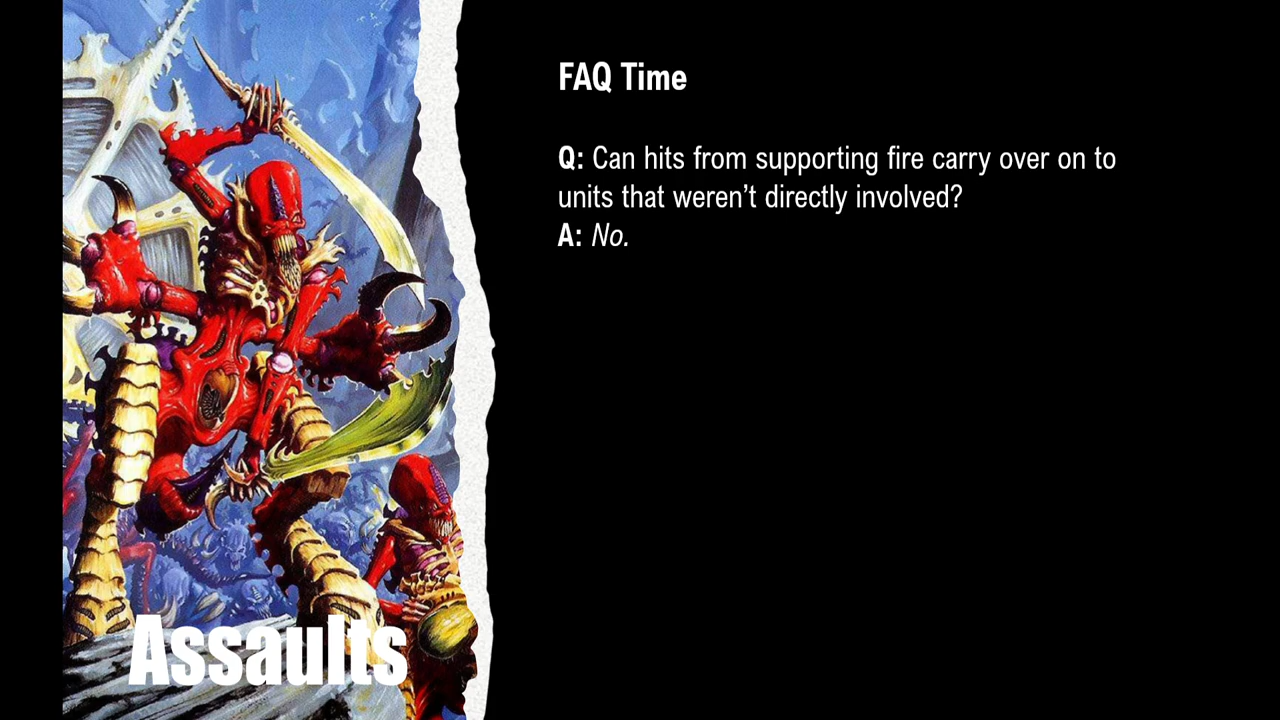 FAQ Time
Q: Can hits from supporting fire carry over on to
units that weren’t directly involved?
A: No.
Assaults